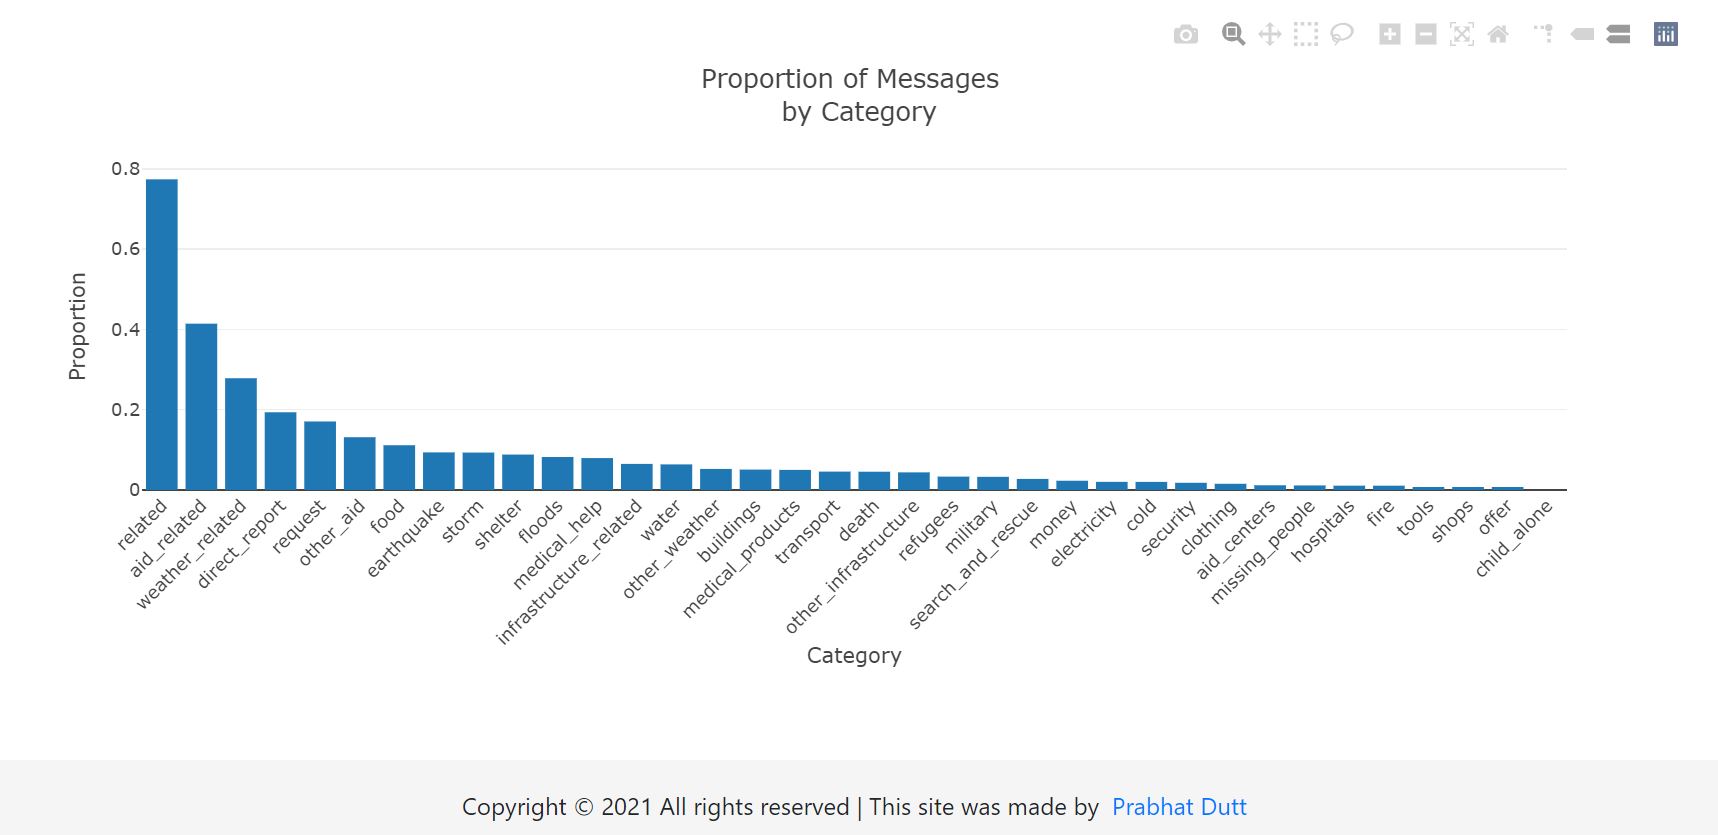 Proportion of Messages
by Category
0.8
0.6
0.4
0.2
0
Proportion
related
aid_related
weather_related
direct_report
request
other_aid
food
earthquake
storm
shelter
floods
medical_help
infrastructure_related
water
other_weather
buildings
medical_products
transport
death
other_infrastructure
refugees
military
search_and_rescue
money
electricity
cold
security
clothing
aid_centers
missing_people
hospitals
fire
tools
shops
offer
child_alone
Category
Copyright © 2021 All rights reserved | This site was made by Prabhat Dutt